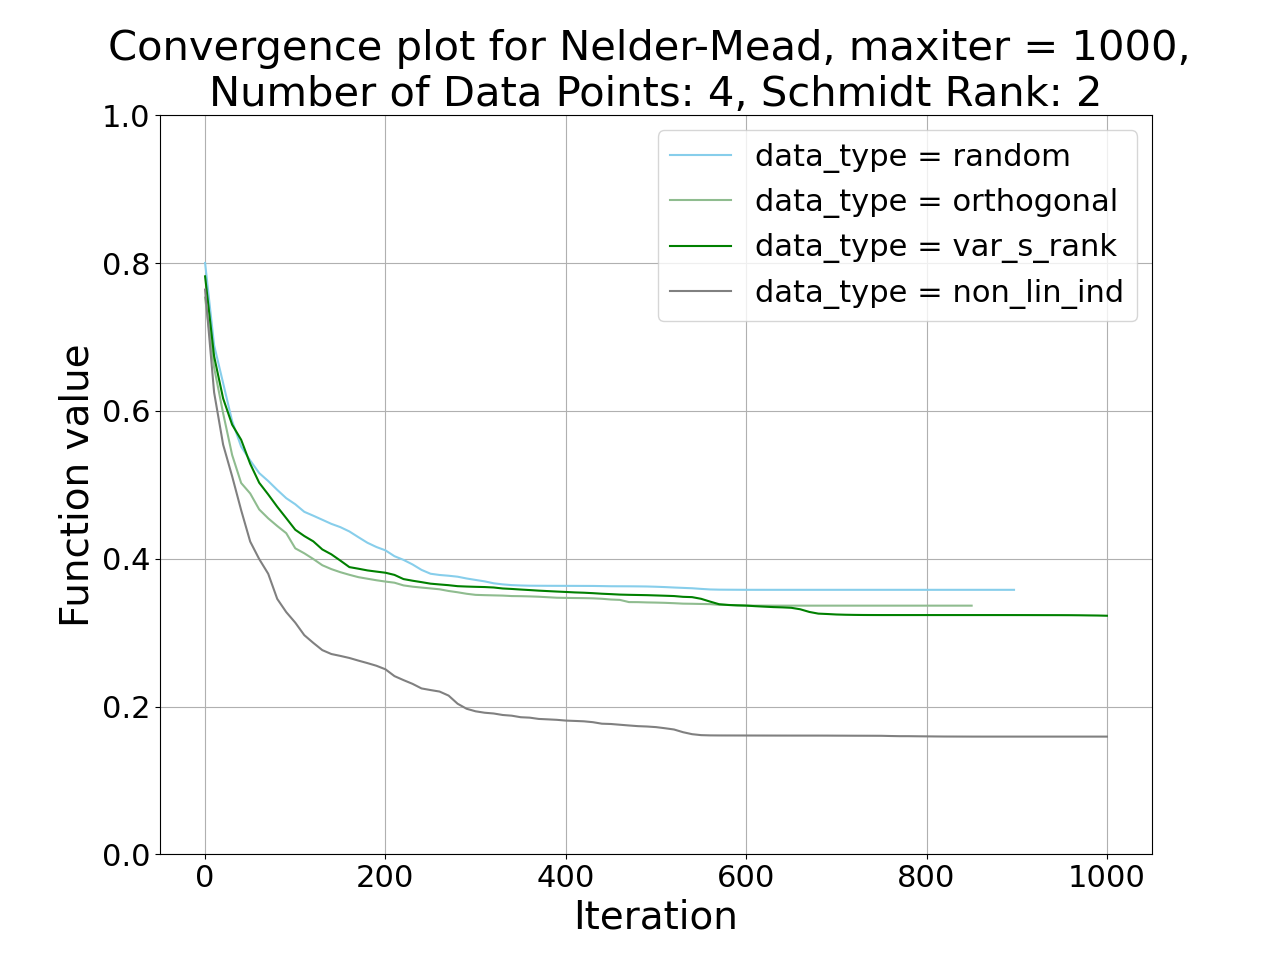 Convergence plot for Nelder-Mead, maxiter = 1000,
Number of Data Points: 4, Schmidt Rank: 2
1.0
0.8
0.6
0.4
0.2
0.0
Function value
data_type = random
data_type = orthogonal
data_type = var_s_rank
data_type = non_lin_ind
0 200 400 600 800 1000
Iteration